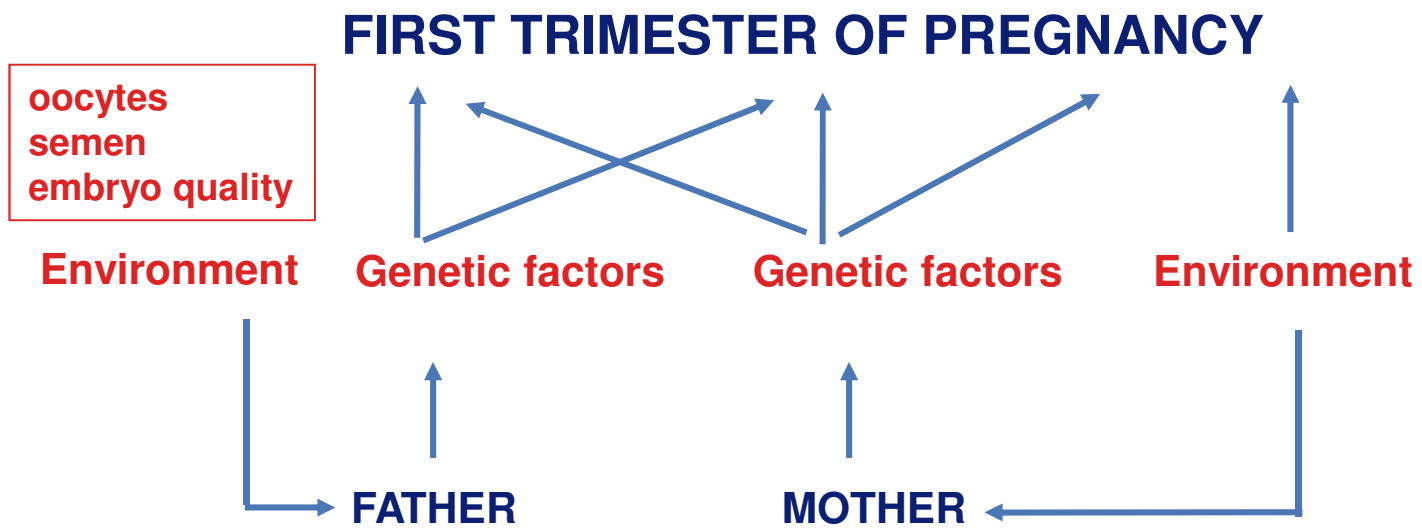 FIRST TRIMESTER OF PREGNANCY
oocytes
semen
embryo quality
Environment Genetic factors Genetic factors Environment
FATHER MOTHER